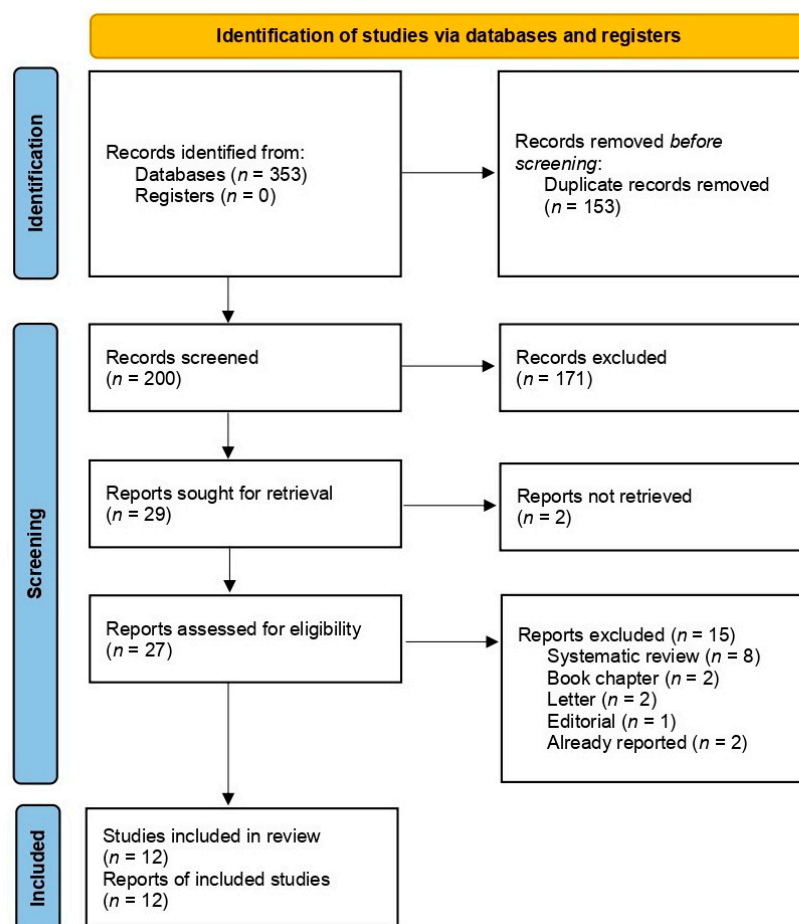 Identification of studies via databases and registers
Identification
Records identified from:
Databases (n = 353)
Registers (n = 0)
Records removed before
screening:
Duplicate records removed
(n = 153)
Screening
Records screened
(n = 200)
Records excluded
(n = 171)
Reports sought for retrieval
(n = 29)
Reports not retrieved
(n = 2)
Reports assessed for eligibility
(n = 27)
Reports excluded (n = 15)
Systematic review (n = 8)
Book chapter (n = 2)
Letter (n = 2)
Editorial (n = 1)
Already reported (n = 2)
Included
Studies included in review
(n = 12)
Reports of included studies
(n = 12)